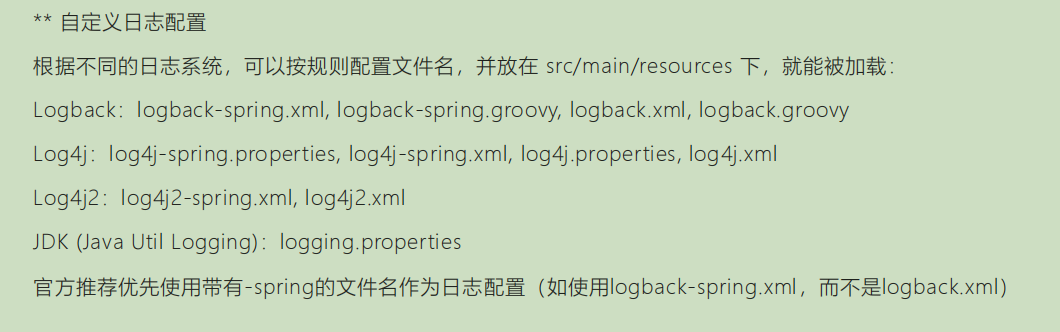 ** 自定义日志配置
根据不同的日志系统，可以按规则配置文件名，并放在 src/main/resources 下，就能被加载：
Logback：logback-spring.xml, logback-spring.groovy, logback.xml, logback.groovy
Log4j：log4j-spring.properties, log4j-spring.xml, log4j.properties, log4j.xml
Log4j2：log4j2-spring.xml, log4j2.xml
JDK (Java Util Logging)：logging.properties
官方推荐优先使用带有-spring的文件名作为日志配置（如使用logback-spring.xml，而不是logback.xml）